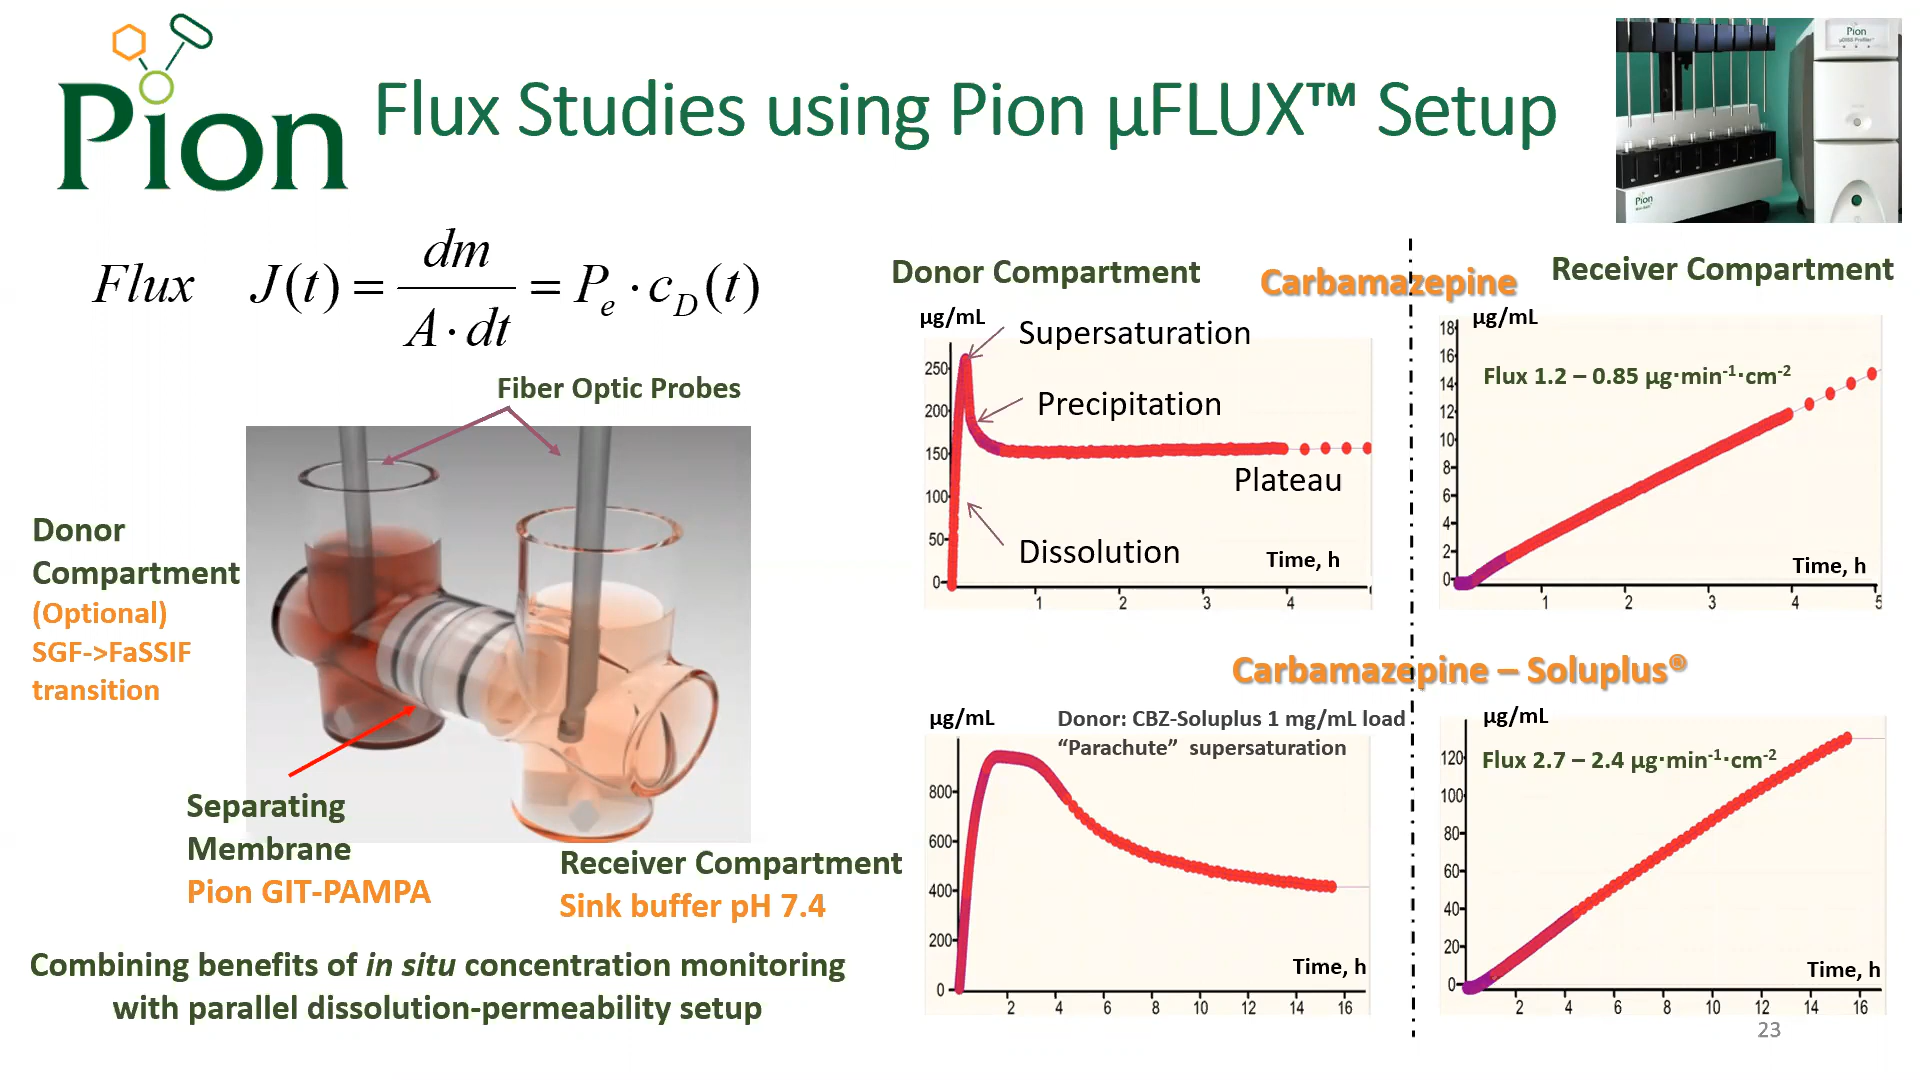 Pion
Flux Studies using Pion µFLUX™ Setup
Pion
µDISS Profiler™
Pion
Flux J(t) = dm / A · dt = Pe · cD(t)
Fiber Optic Probes
Donor
Compartment
(Optional)
SGF->FaSSIF
transition
Separating
Membrane
Pion GIT-PAMPA
Receiver Compartment
Sink buffer pH 7.4
Combining benefits of in situ concentration monitoring
with parallel dissolution-permeability setup
Donor Compartment
Carbamazepine
Receiver Compartment
µg/mL
Supersaturation
Precipitation
Plateau
Dissolution
Time, h
250
200
150
100
50
0
1 2 3 4
µg/mL
Flux 1.2 – 0.85 µg·min-1·cm-2
Time, h
18
16
14
12
10
8
6
4
2
0
1 2 3 4 5
Carbamazepine – Soluplus®
µg/mL
Donor: CBZ-Soluplus 1 mg/mL load
“Parachute” supersaturation
800
600
400
200
0
Time, h
2 4 6 8 10 12 14 16
µg/mL
Flux 2.7 – 2.4 µg·min-1·cm-2
120
100
80
60
40
20
0
Time, h
2 4 6 8 10 12 14 16
23